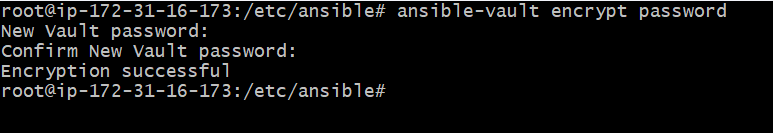 root@ip-172-31-16-173:/etc/ansible# ansible-vault encrypt password
New Vault password:
Confirm New Vault password:
Encryption successful
root@ip-172-31-16-173:/etc/ansible#